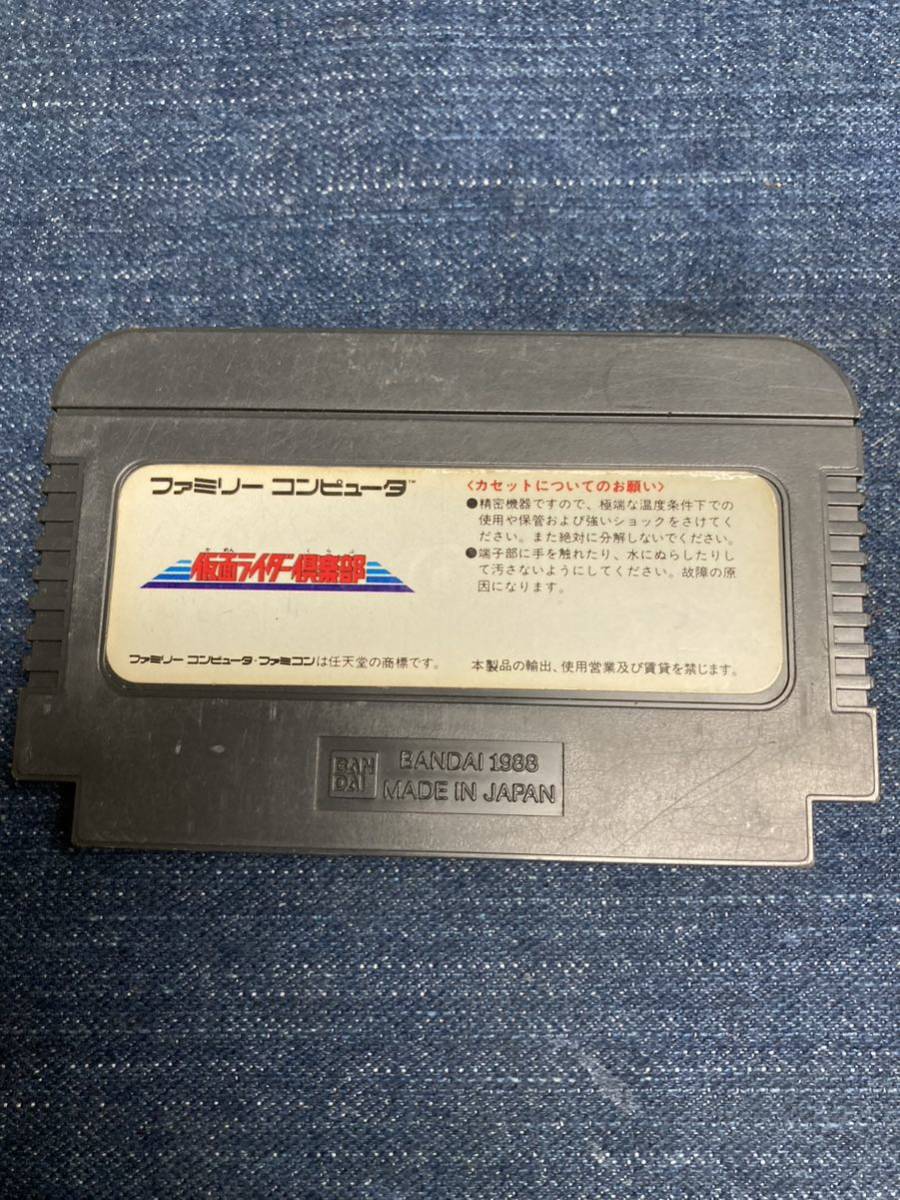 ファミリー コンピュータ™
仮面ライダー倶楽部
ファミリー コンピュータ・ファミコンは任天堂の商標です。
〈カセットについてのお願い〉
●精密機器ですので、極端な温度条件下での
使用や保管および強いショックをさけてく
ださい。また絶対に分解しないでください。
●端子部に手を触れたり、水にぬらしたりし
て汚さないようにしてください。故障の原
因になります。
本製品の輸出、使用営業及び賃貸を禁じます。
BAN
DAI
BANDAI 1988
MADE IN JAPAN